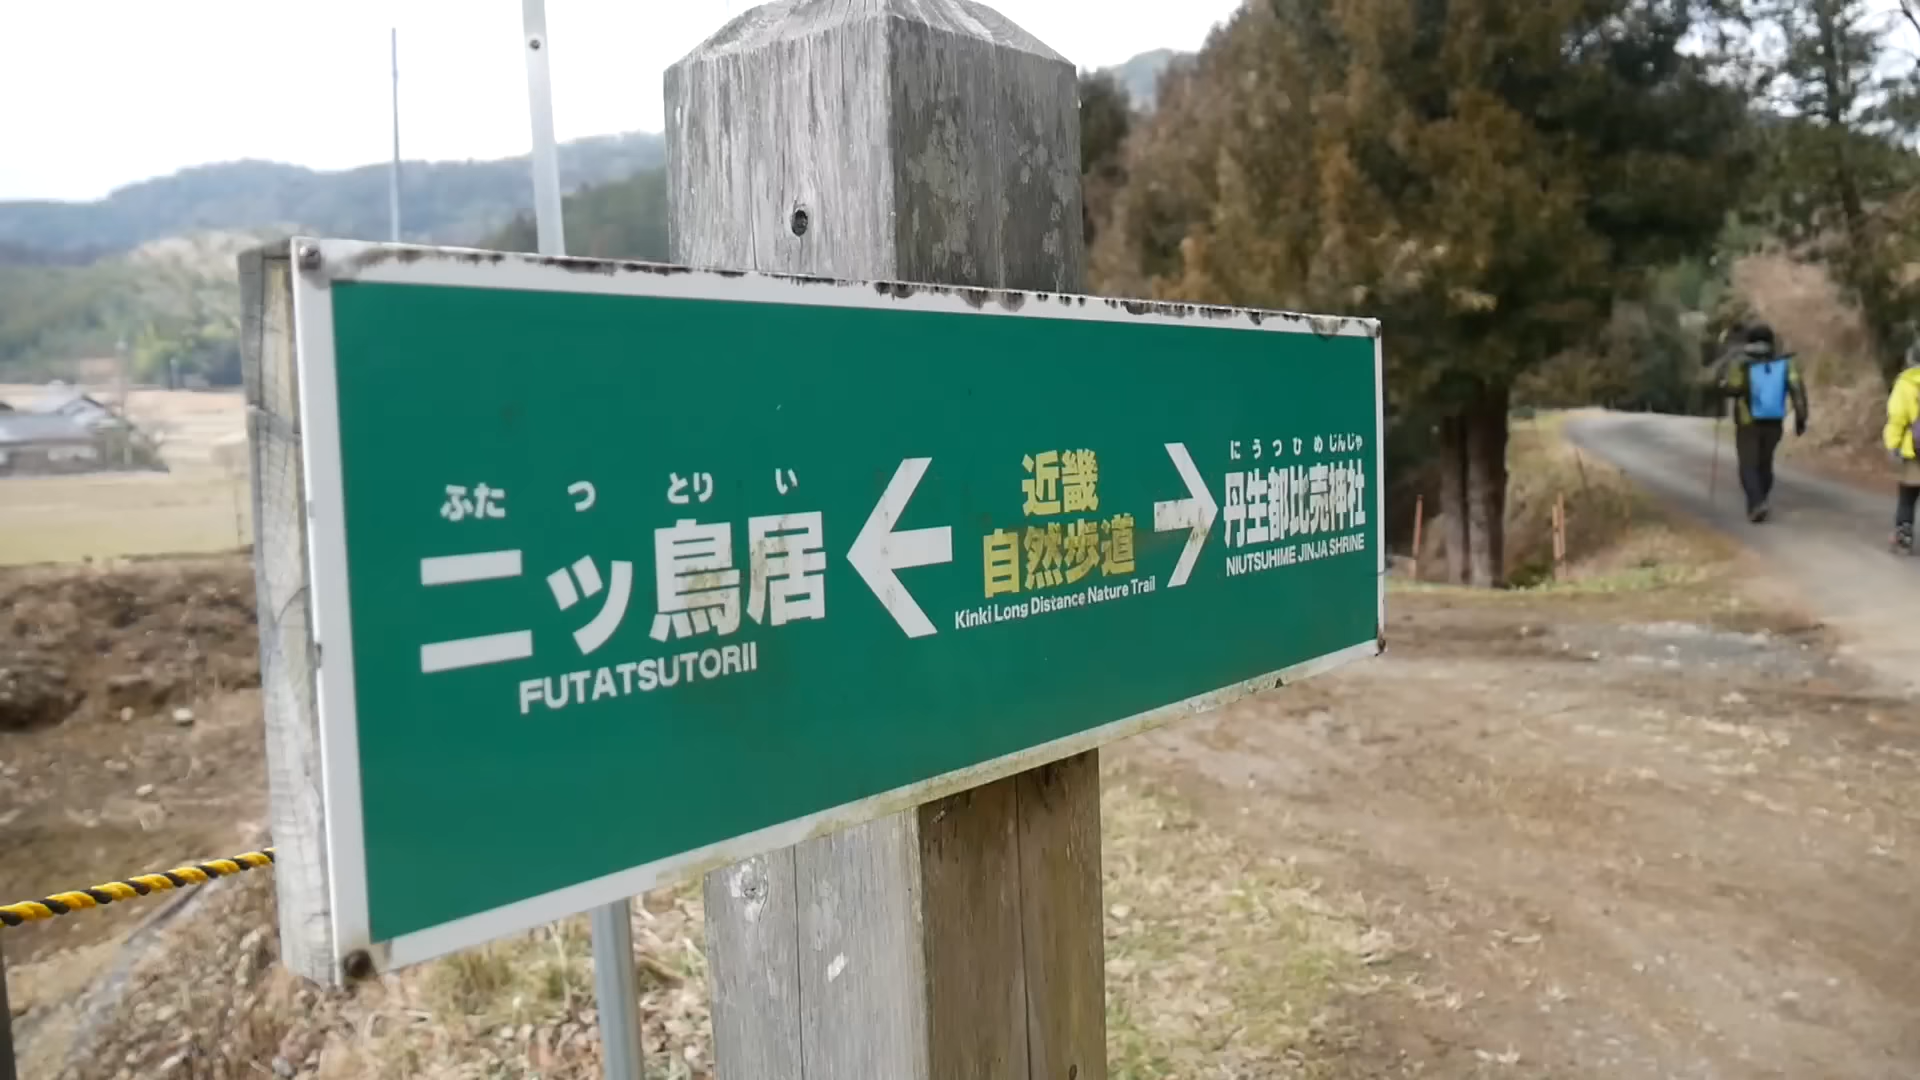 ふた つ とり い
二ッ鳥居
FUTATSUTORII
←
近畿
自然歩道
Kinki Long Distance Nature Trail
→
にうつひめじんじゃ
丹生都比売神社
NIUTSUHIME JINJA SHRINE